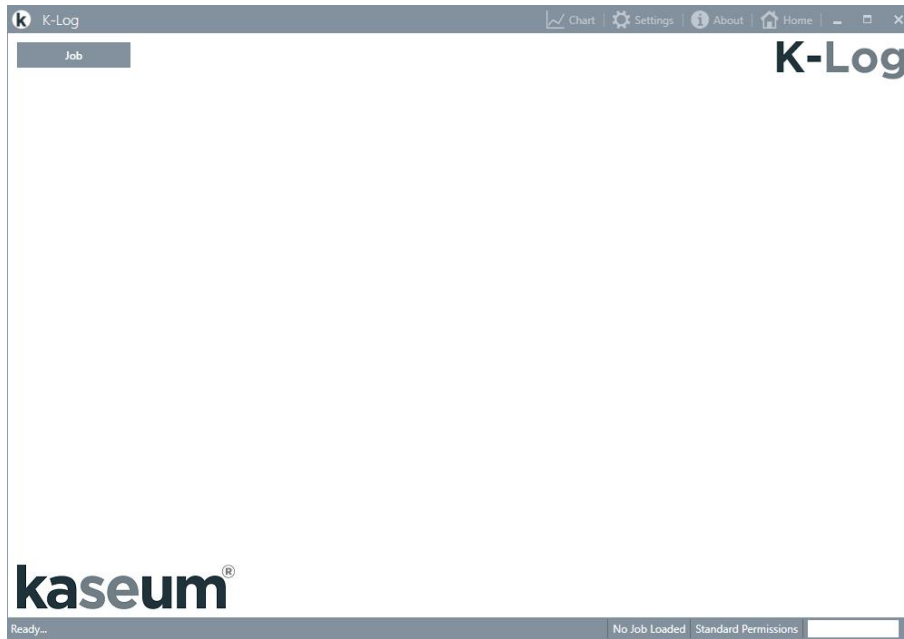 K-Log Chart Settings About Home
Job
K-Log
kaseum®
Ready... No Job Loaded Standard Permissions